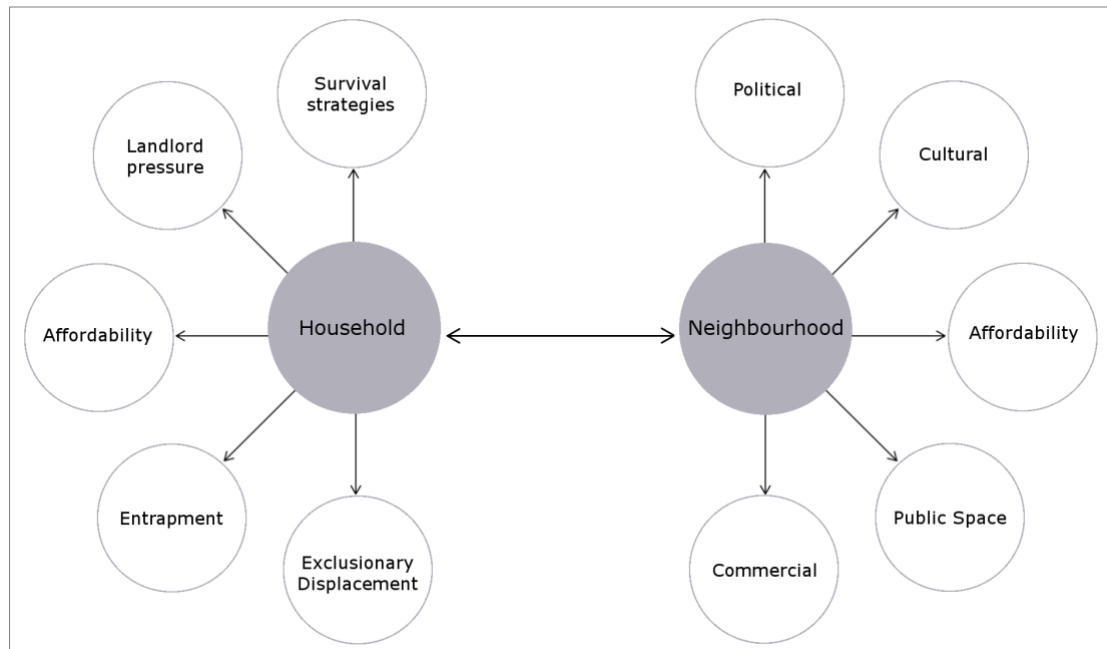 Survival
strategies
Landlord
pressure
Affordability
Entrapment
Exclusionary
Displacement
Household
Neighbourhood
Political
Cultural
Affordability
Public Space
Commercial